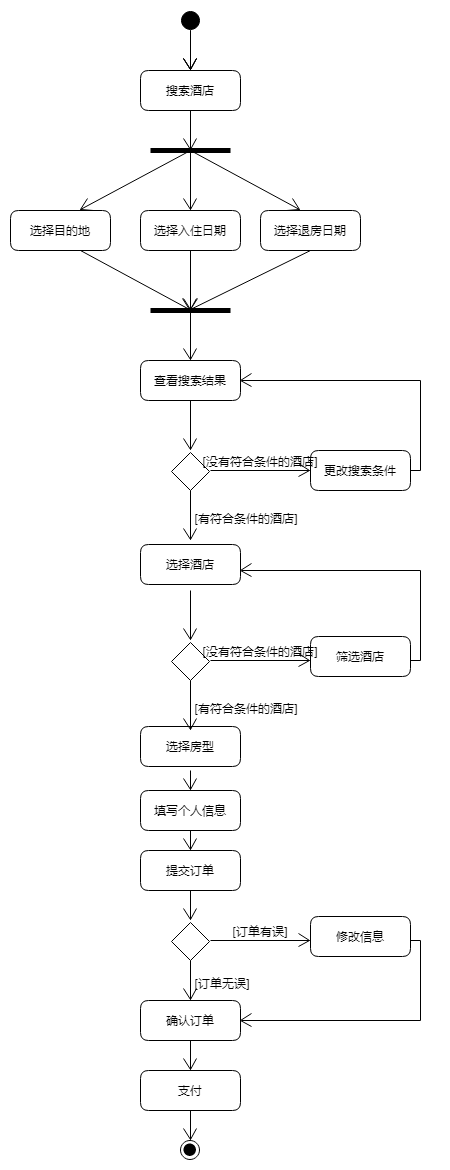 搜索酒店
选择目的地
选择入住日期
选择退房日期
查看搜索结果
[没有符合条件的酒店]
更改搜索条件
[有符合条件的酒店]
选择酒店
[没有符合条件的酒店]
筛选酒店
[有符合条件的酒店]
选择房型
填写个人信息
提交订单
[订单有误]
修改信息
[订单无误]
确认订单
支付